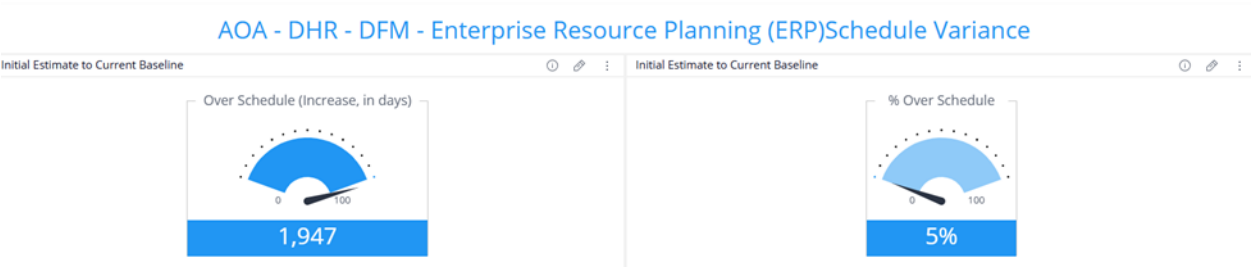 AOA - DHR - DFM - Enterprise Resource Planning (ERP)Schedule Variance
Initial Estimate to Current Baseline
Over Schedule (Increase, in days)
0 100
1,947
Initial Estimate to Current Baseline
% Over Schedule
0 100
5%